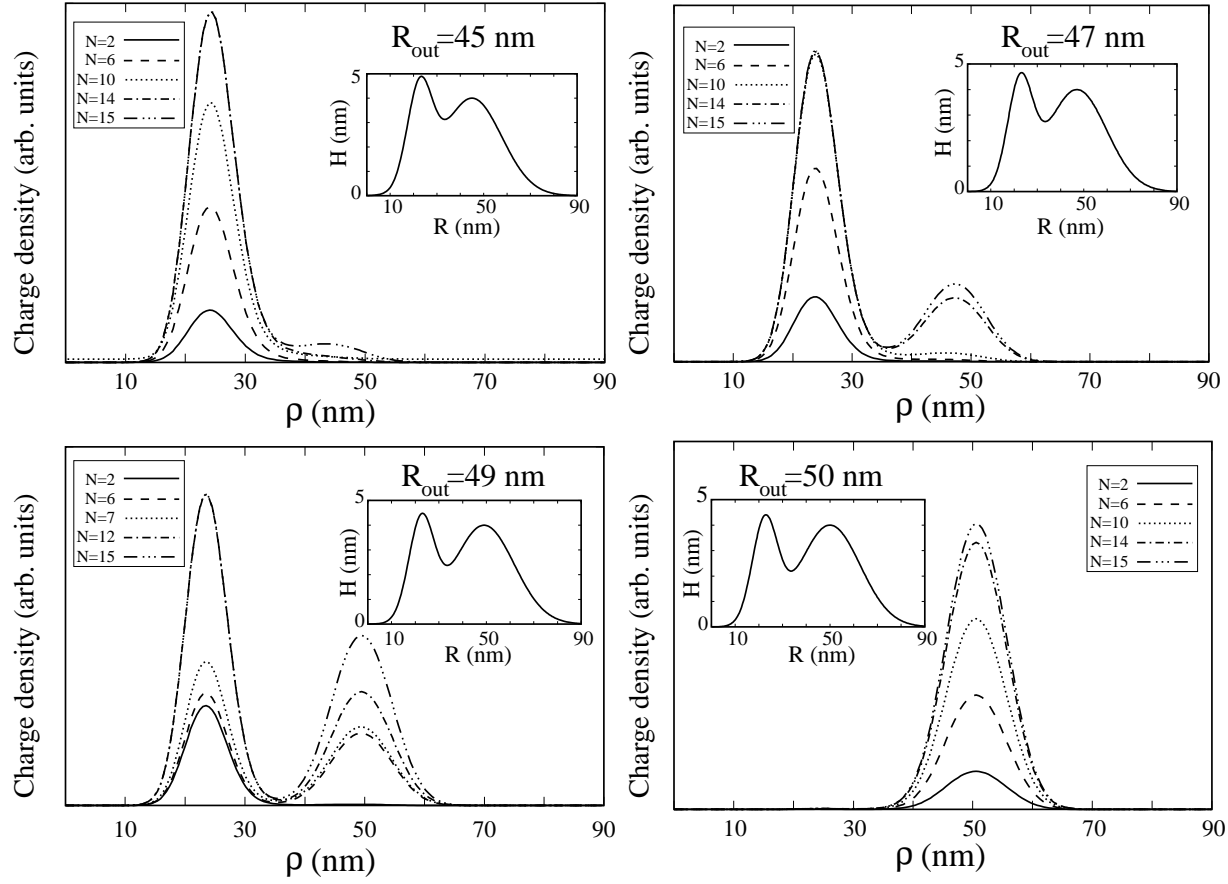 Charge density (arb. units)
N=2
N=6
N=10
N=14
N=15
R_out=45 nm
5
H (nm)
0
10 50 90
R (nm)
10 30 50 70 90
ρ (nm)
Charge density (arb. units)
N=2
N=6
N=10
N=14
N=15
R_out=47 nm
5
H (nm)
0
10 50 90
R (nm)
10 30 50 70 90
ρ (nm)
Charge density (arb. units)
N=2
N=6
N=7
N=12
N=15
R_out=49 nm
5
H (nm)
0
10 50 90
R (nm)
10 30 50 70 90
ρ (nm)
Charge density (arb. units)
R_out=50 nm
5
H (nm)
0
10 50 90
R (nm)
N=2
N=6
N=10
N=14
N=15
10 30 50 70 90
ρ (nm)